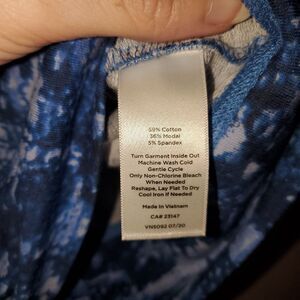 59% Cotton
36% Modal
5% Spandex
Turn Garment Inside Out
Machine Wash Cold
Gentle Cycle
Only Non-Chlorine Bleach
When Needed
Reshape, Lay Flat To Dry
Cool Iron If Needed
Made In Vietnam
CA# 23147
VN5092 07/20